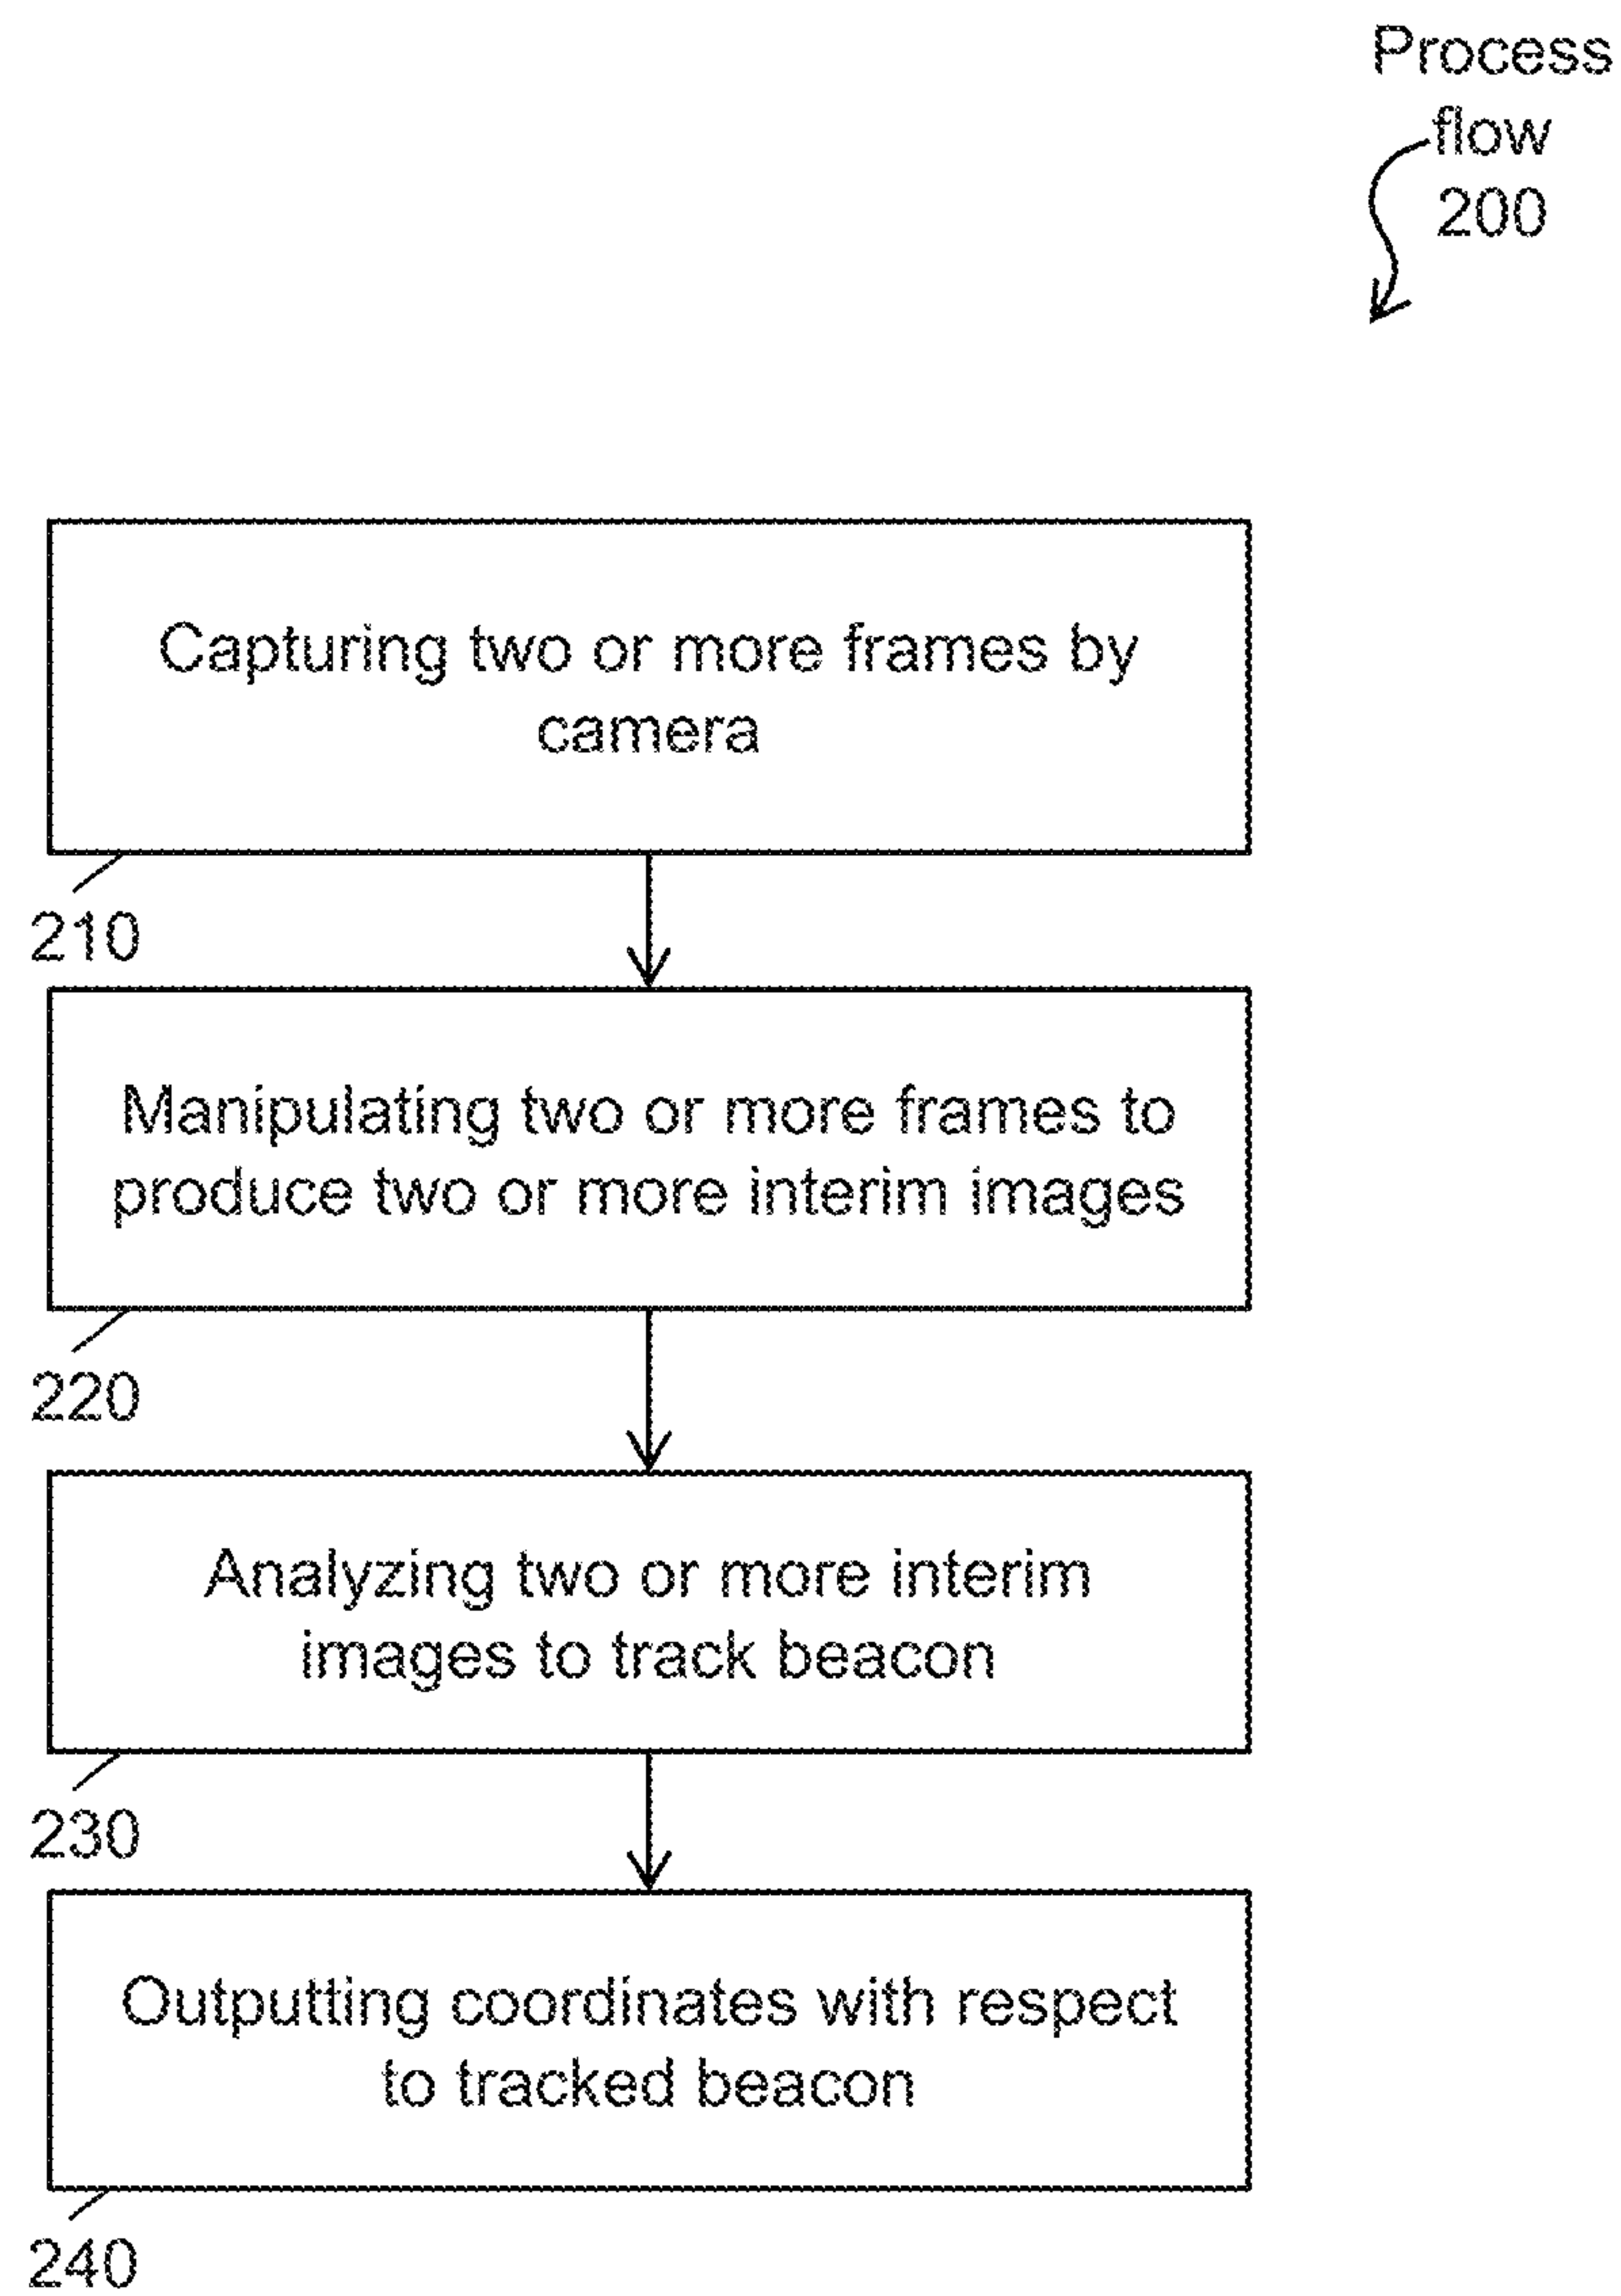 Process
flow
200
Capturing two or more frames by
camera
210
Manipulating two or more frames to
produce two or more interim images
220
Analyzing two or more interim
images to track beacon
230
Outputting coordinates with respect
to tracked beacon
240